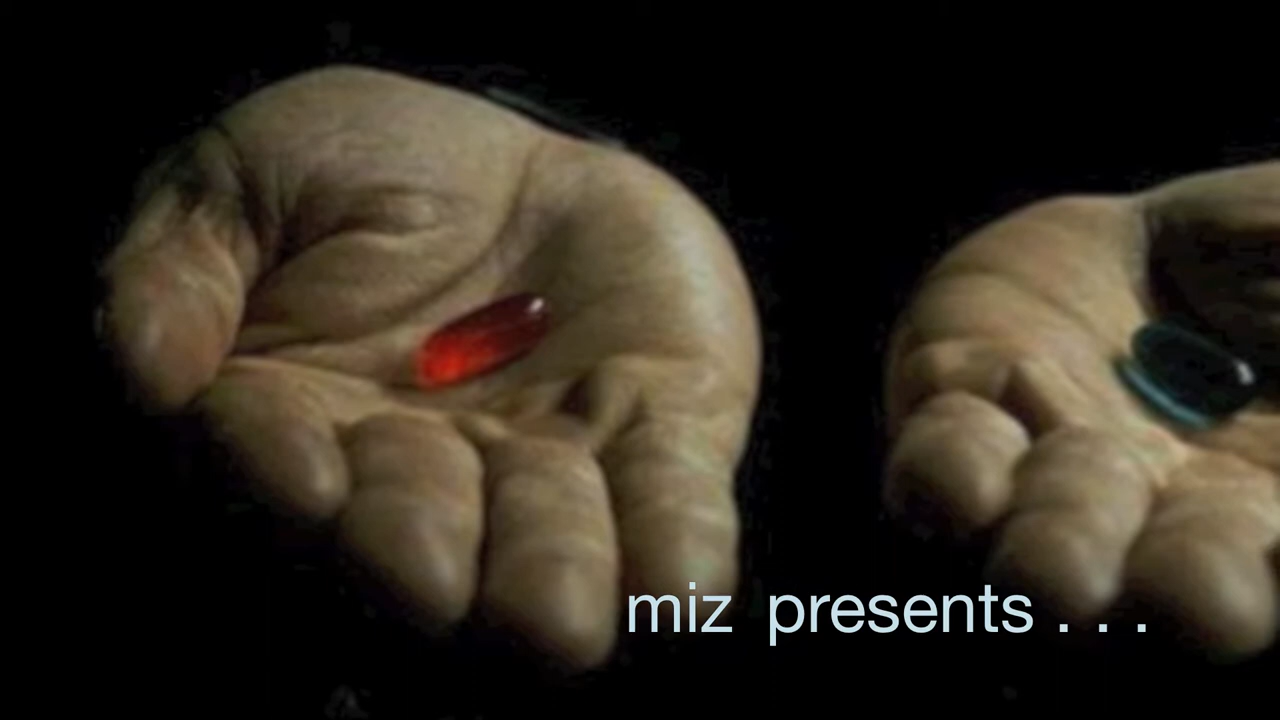 miz presents . . .